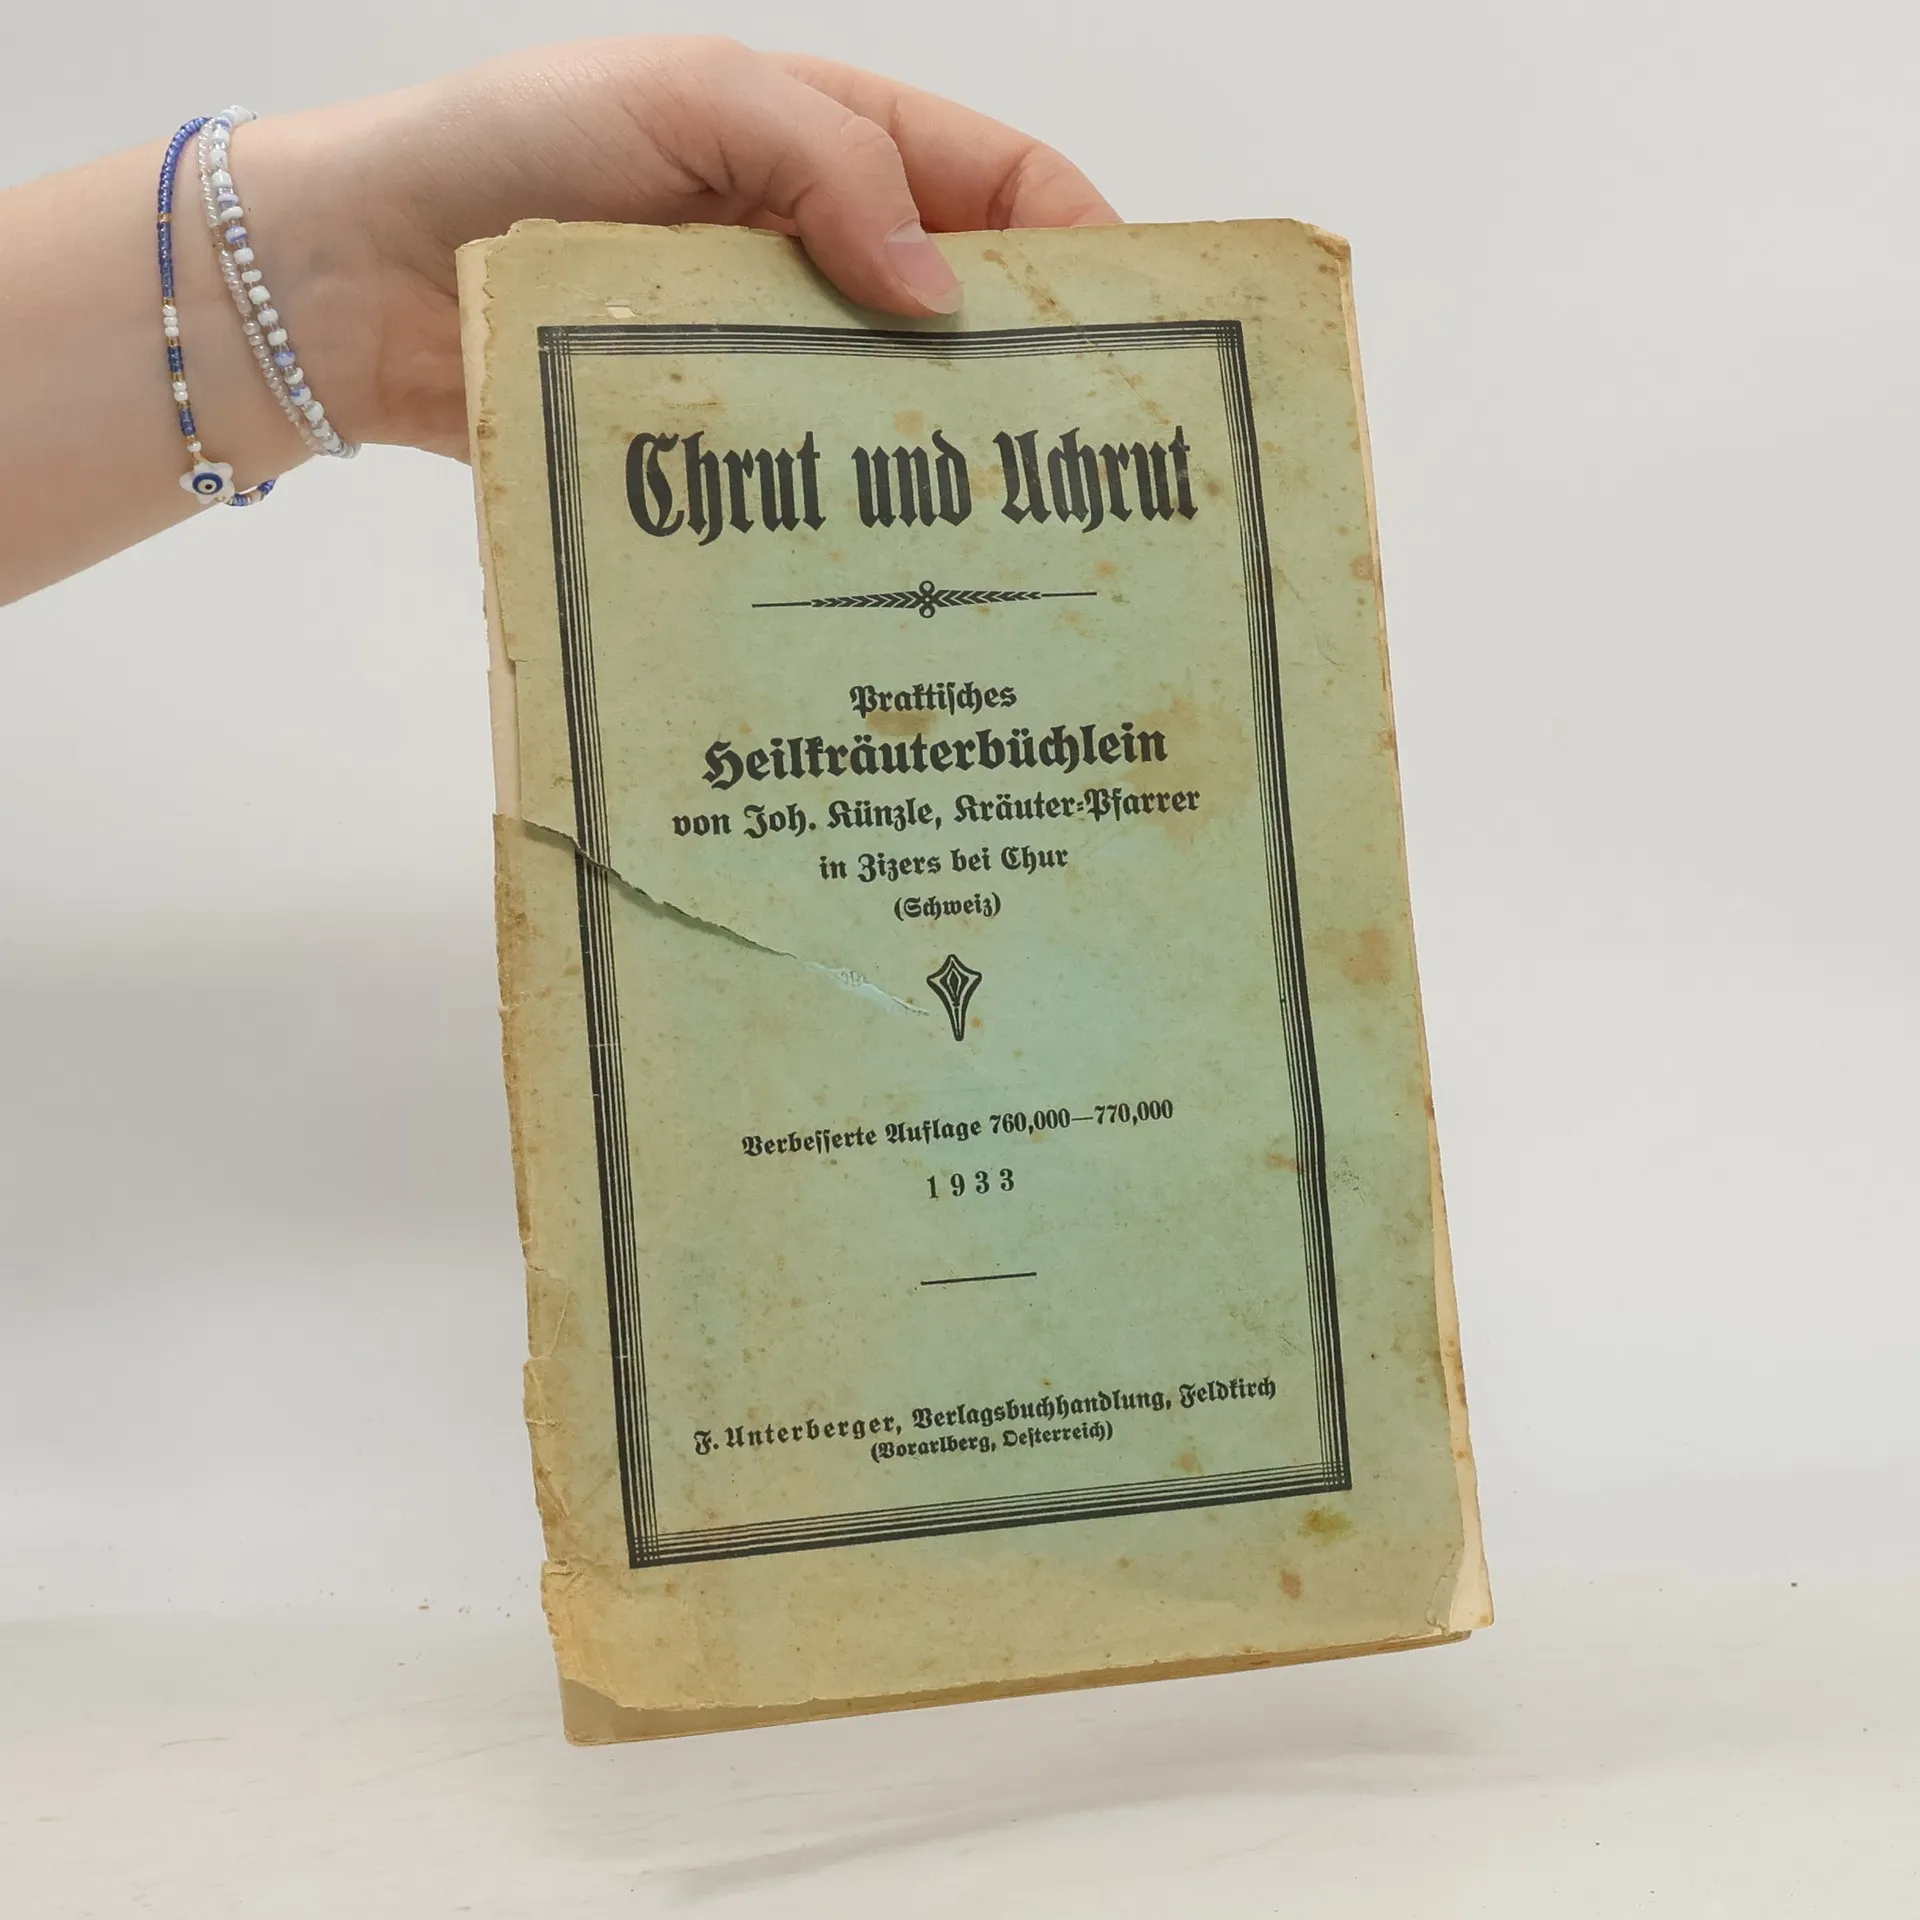 Chrut und Uchrut
Praktisches
Heilkräuterbüchlein
von Joh. Künzle, Kräuter-Pfarrer
in Zizers bei Chur
(Schweiz)
Verbesserte Auflage 760,000—770,000
1933
F. Unterberger, Verlagsbuchhandlung, Feldkirch
(Vorarlberg, Oesterreich)